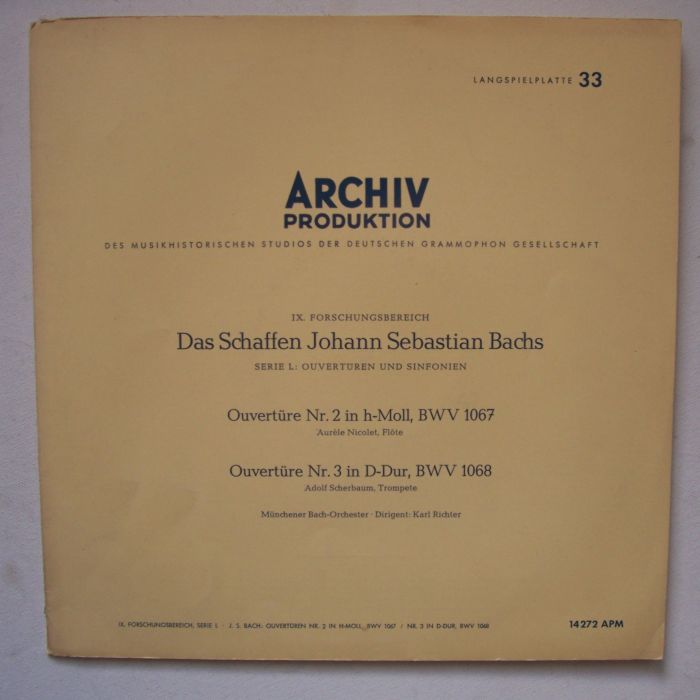 LANGSPIELPLATTE 33
ARCHIV
PRODUKTION
DES MUSIKHISTORISCHEN STUDIOS DER DEUTSCHEN GRAMMOPHON GESELLSCHAFT
IX. FORSCHUNGSBEREICH
Das Schaffen Johann Sebastian Bachs
SERIE L: OUVERTUREN UND SINFONIEN
Ouvertüre Nr. 2 in h-Moll, BWV 1067
Aurèle Nicolet, Flöte
Ouvertüre Nr. 3 in D-Dur, BWV 1068
Adolf Scherbaum, Trompete
Münchener Bach-Orchester · Dirigent: Karl Richter
IX. FORSCHUNGSBEREICH, SERIE L · J. S. BACH: OUVERTÜREN NR. 2 IN H-MOLL, BWV 1067 / NR. 3 IN D-DUR, BWV 1068
14272 APM